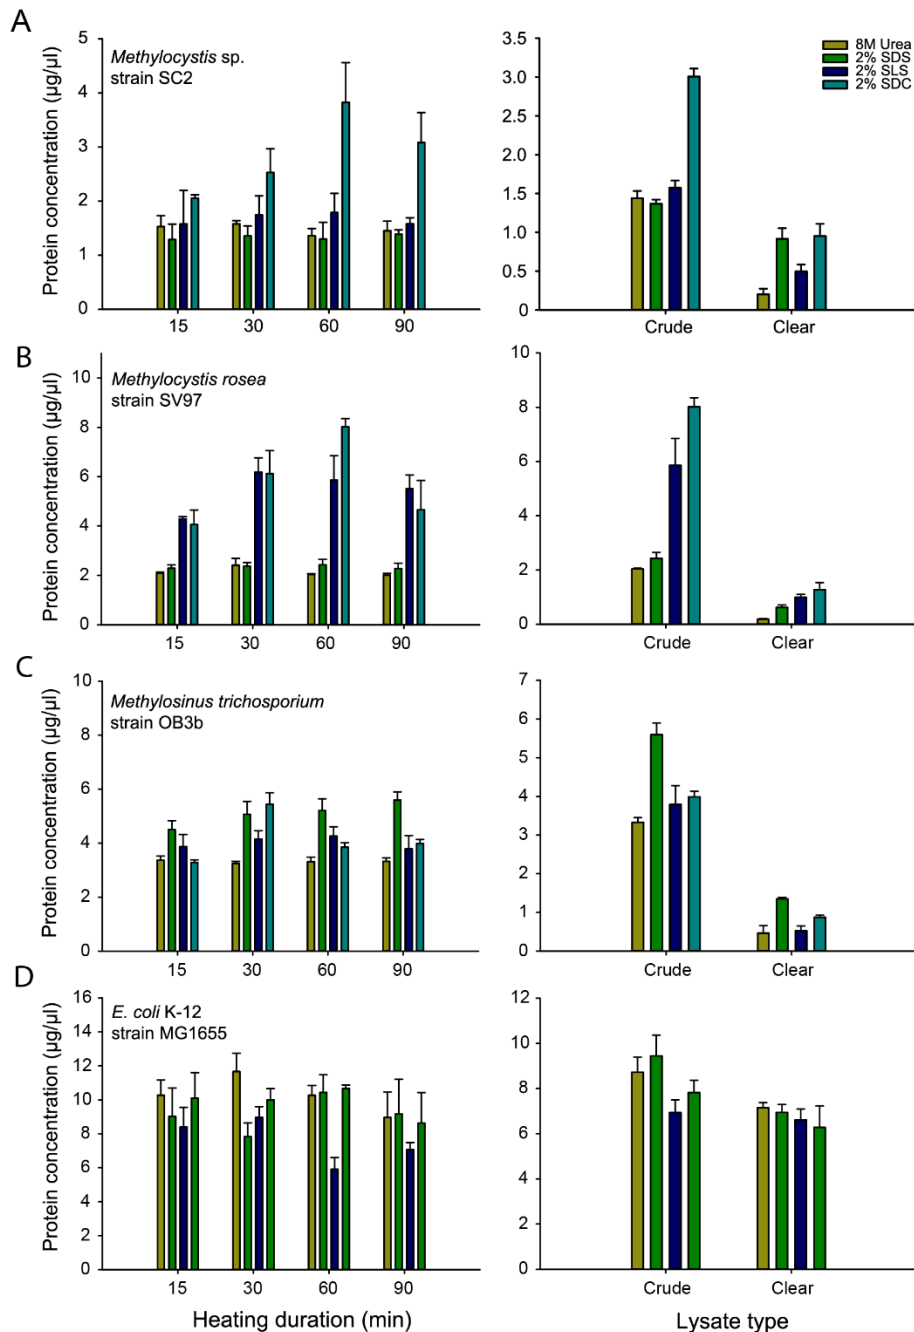 A
Protein concentration (µg/µl)
6
5
4
3
2
1
0
Methylocystis sp.
strain SC2
15 30 60 90
3.5
3.0
2.5
2.0
1.5
1.0
0.5
0
8M Urea
2% SDS
2% SLS
2% SDC
Crude Clear
B
Protein concentration (µg/µl)
10
8
6
4
2
0
Methylocystis rosea
strain SV97
15 30 60 90
10
8
6
4
2
0
Crude Clear
C
Protein concentration (µg/µl)
10
8
6
4
2
0
Methylosinus trichosporium
strain OB3b
15 30 60 90
7
6
5
4
3
2
1
0
Crude Clear
D
Protein concentration (µg/µl)
16
14
12
10
8
6
4
2
0
E. coli K-12
strain MG1655
15 30 60 90
Heating duration (min)
12
10
8
6
4
2
0
Crude Clear
Lysate type